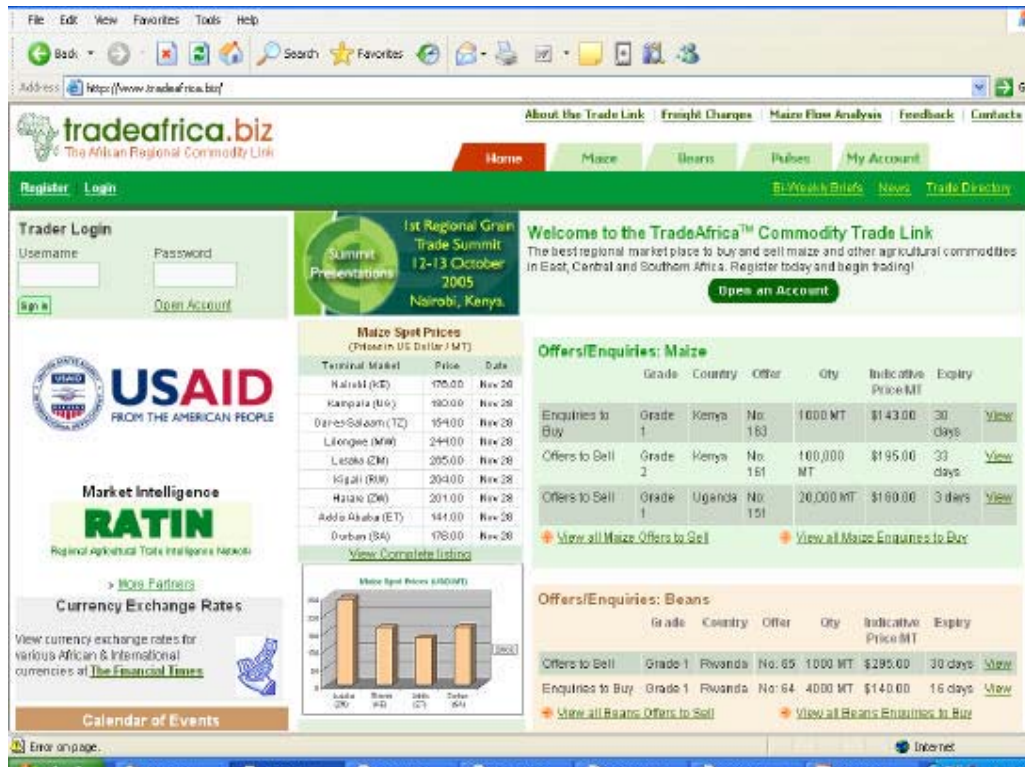 File Edit View Favorites Tools Help
Back Search Favorites
Address http://www.tradeafrica.biz/
tradeafrica.biz
The African Regional Commodity Link
About the Trade Link Freight Charges Maize Flow Analysis Feedback Contacts
Home Maize Beans Pulses My Account
Register Login
Bi-Weekly Briefs News Trade Directory
Trader Login
Username Password
Sign In Open Account
USAID
USAID
FROM THE AMERICAN PEOPLE
Market Intelligence
RATIN
Regional Agricultural Trade Intelligence Network
» More Partners
Currency Exchange Rates
View currency exchange rates for
various African & International
currencies at The Financial Times
Calendar of Events
Summit
Presentations
1st Regional Grain
Trade Summit
12-13 October
2005
Nairobi, Kenya.
Maize Spot Prices
(Prices in US Dollar / MT)
Terminal Market Price Date
Nairobi (KE) 176.00 Nov 28
Kampala (UG) Nov 28
Dar-es-Salaam (TZ) Nov 28
Lilongwe (MW) 244.00 Nov 28
Lusaka (ZM) 265.00 Nov 28
Kigali (RW) 204.00 Nov 28
Harare (ZW) 201.00 Nov 28
Addis Ababa (ET) Nov 28
Durban (SA) 176.00 Nov 28
View Complete listing
Maize Spot Prices (USD/MT)
Welcome to the TradeAfrica™ Commodity Trade Link
The best regional market place to buy and sell maize and other agricultural commodities
in East, Central and Southern Africa. Register today and begin trading!
Open an Account
Offers/Enquiries: Maize
Grade Country Offer Qty Indicative Expiry
Price MT
Enquiries to Grade Kenya No: 1000 MT $143.00 30 View
Buy 1 163 days
Offers to Sell Grade Kenya No: 100,000 $195.00 33 View
2 161 MT days
Offers to Sell Grade Uganda No: 20,000 MT $160.00 3 days View
1 151
View all Maize Offers to Sell View all Maize Enquiries to Buy
Offers/Enquiries: Beans
Grade Country Offer Qty Indicative Expiry
Price MT
Offers to Sell Grade 1 Rwanda No: 65 1000 MT $295.00 30 days View
Enquiries to Buy Grade 1 Rwanda No: 64 4000 MT $140.00 16 days View
View all Beans Offers to Sell View all Beans Enquiries to Buy
Error on page. Internet